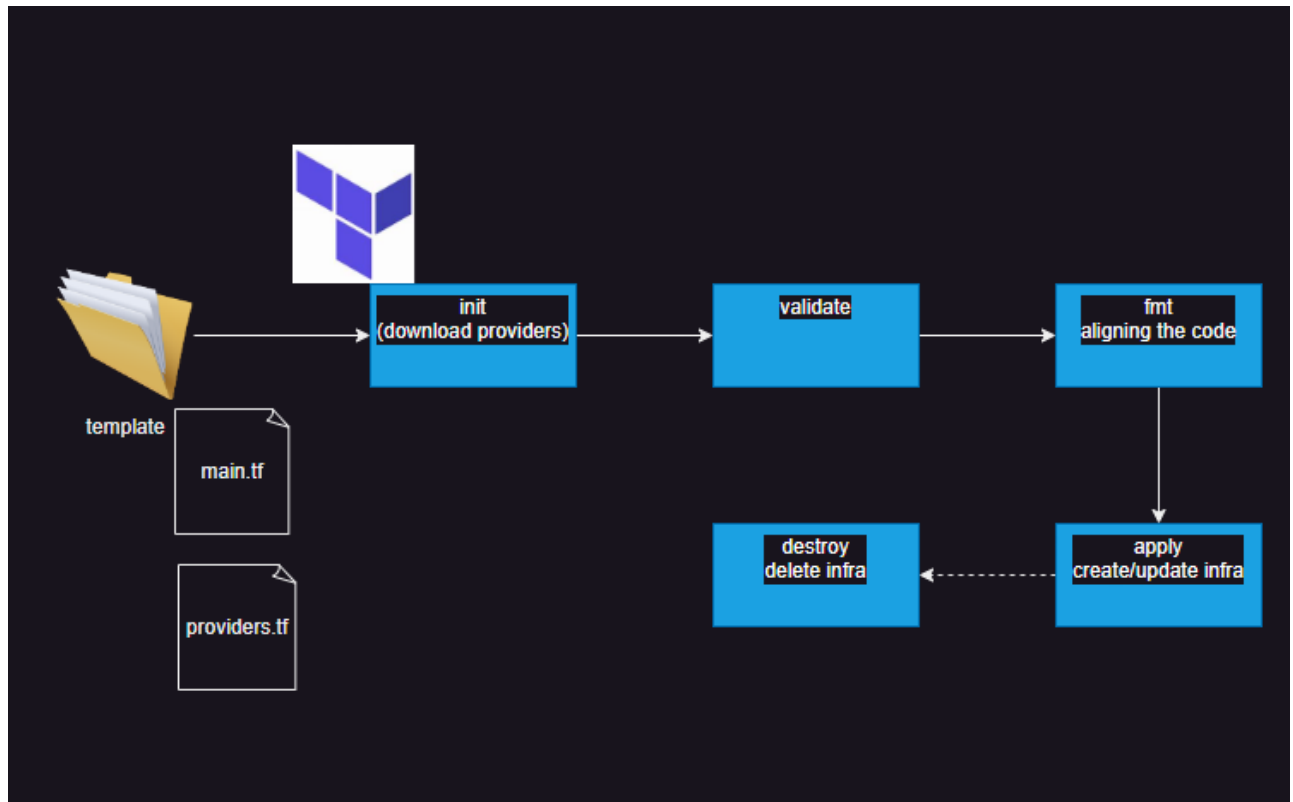 init
(download providers)
validate
fmt
aligning the code
template
main.tf
providers.tf
destroy
delete infra
apply
create/update infra